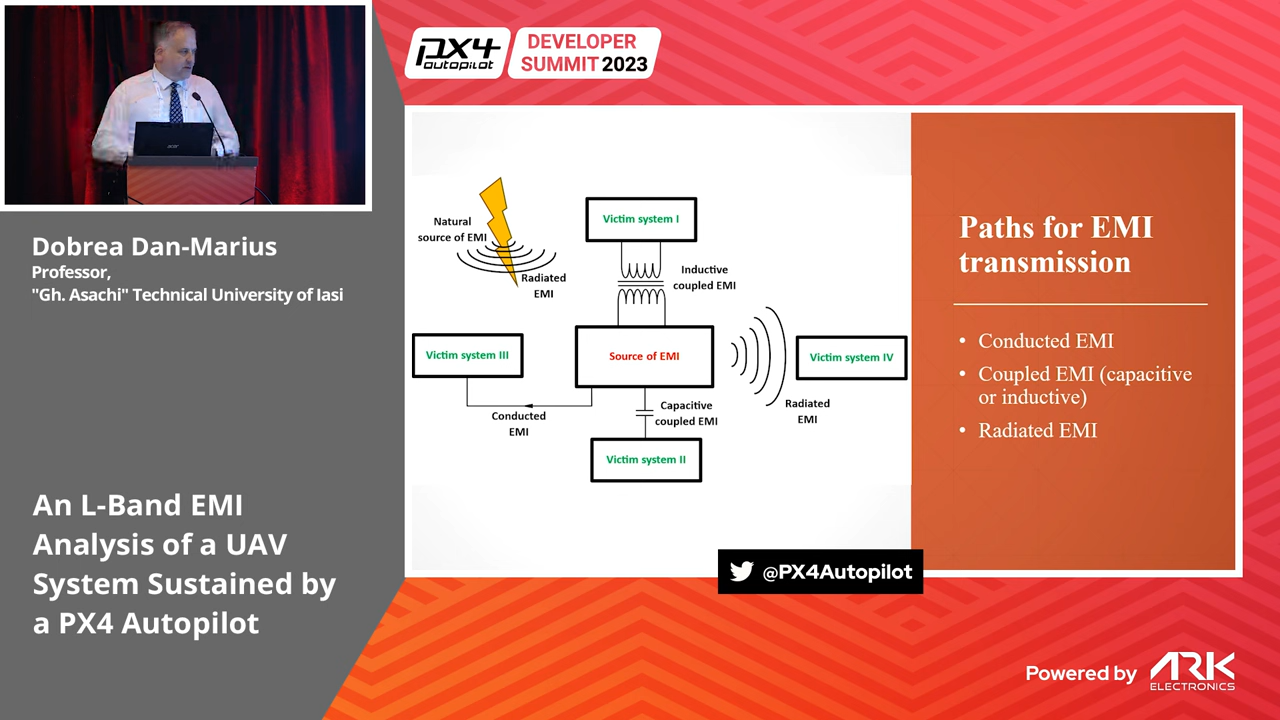 PX4
autopilot
DEVELOPER
SUMMIT 2023
acer
Dobrea Dan-Marius
Professor,
"Gh. Asachi" Technical University of Iasi
An L-Band EMI
Analysis of a UAV
System Sustained by
a PX4 Autopilot
Natural
source of EMI
Radiated
EMI
Victim system I
Inductive
coupled EMI
Victim system III
Source of EMI
Victim system IV
Conducted
EMI
Capacitive
coupled EMI
Radiated
EMI
Victim system II
Paths for EMI
transmission
• Conducted EMI
• Coupled EMI (capacitive
or inductive)
• Radiated EMI
@PX4Autopilot
Powered by ARK
ELECTRONICS